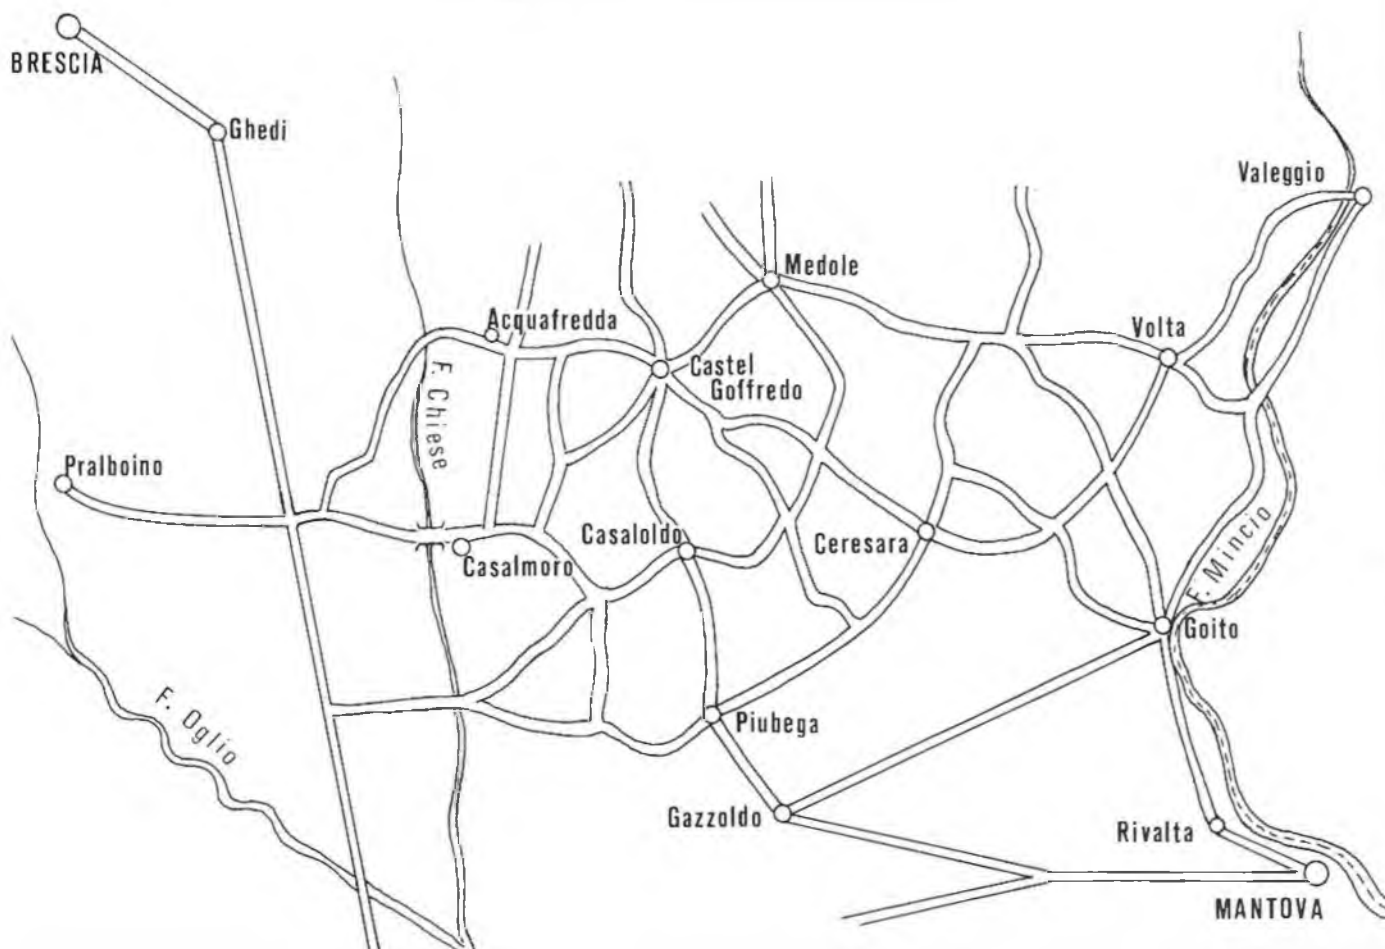 BRESCIA
Ghedi
Valeggio
Medole
Acquafredda
Volta
Castel
Goffredo
F. Chiese
Pralboino
Casaloldo
Ceresara
Casalmoro
F. Mincio
Goito
F. Oglio
Piubega
Gazzoldo
Rivalta
MANTOVA